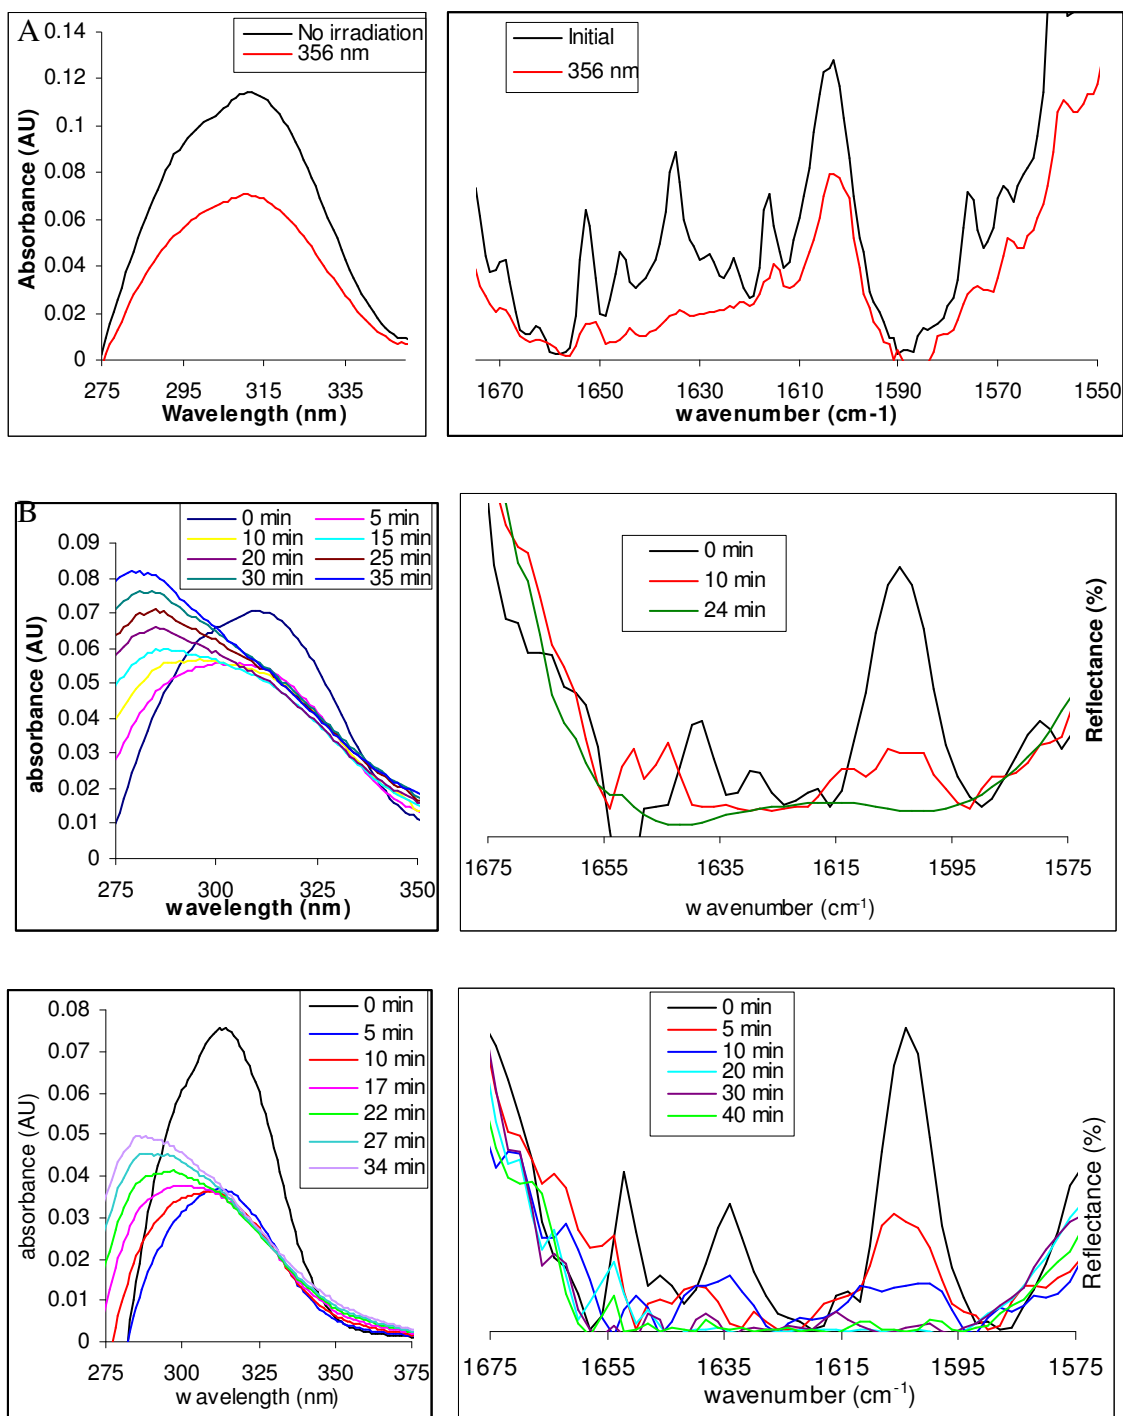 A
0.14
0.12
0.1
0.08
0.06
0.04
0.02
0
Absorbance (AU)
275 295 315 335
Wavelength (nm)
No irradiation
356 nm
Initial
356 nm
1670 1650 1630 1610 1590 1570 1550
wavenumber (cm-1)
B
0.09
0.08
0.07
0.06
0.05
0.04
0.03
0.02
0.01
0
absorbance (AU)
275 300 325 350
wavelength (nm)
0 min 5 min
10 min 15 min
20 min 25 min
30 min 35 min
0 min
10 min
24 min
Reflectance (%)
1675 1655 1635 1615 1595 1575
wavenumber (cm⁻¹)
0.08
0.07
0.06
0.05
0.04
0.03
0.02
0.01
0
absorbance (AU)
275 300 325 350 375
wavelength (nm)
0 min
5 min
10 min
17 min
22 min
27 min
34 min
0 min
5 min
10 min
20 min
30 min
40 min
Reflectance (%)
1675 1655 1635 1615 1595 1575
wavenumber (cm⁻¹)